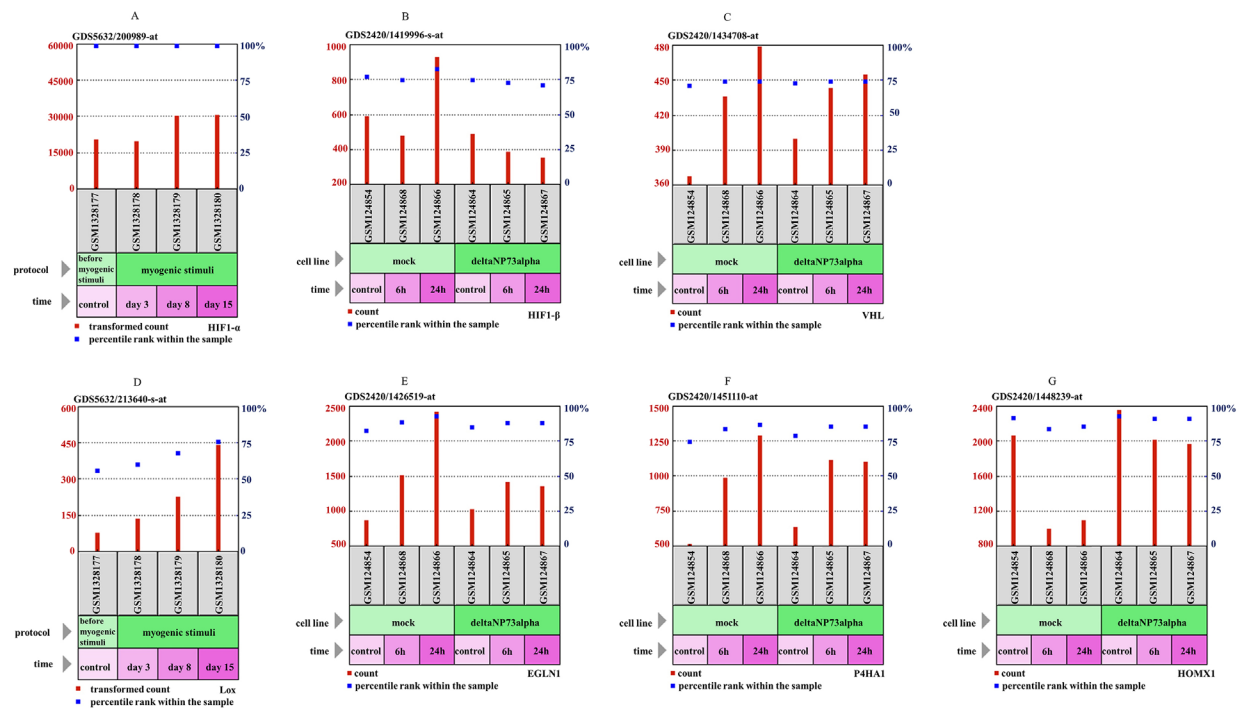 A
GDS5632/200989-at
60000
45000
30000
15000
0
100%
75
50
25
0
GSM1328177
GSM1328178
GSM1328179
GSM1328180
protocol
before myogenic stimuli
myogenic stimuli
time
control day 3 day 8 day 15
transformed count
HIF1-α
percentile rank within the sample
B
GDS2420/1419996-s-at
1000
800
600
400
200
100%
75
50
25
0
GSM124854
GSM124868
GSM124866
GSM124864
GSM124865
GSM124867
cell line
mock deltaNP73alpha
time
control 6h 24h control 6h 24h
count
HIF1-β
percentile rank within the sample
C
GDS2420/1434708-at
480
450
420
390
360
100%
75
50
25
0
GSM124854
GSM124868
GSM124866
GSM124864
GSM124865
GSM124867
cell line
mock deltaNP73alpha
time
control 6h 24h control 6h 24h
count
VHL
percentile rank within the sample
D
GDS5632/213640-s-at
600
450
300
150
0
100%
75
50
25
0
GSM1328177
GSM1328178
GSM1328179
GSM1328180
protocol
before myogenic stimuli
myogenic stimuli
time
control day 3 day 8 day 15
transformed count
Lox
percentile rank within the sample
E
GDS2420/1426519-at
2500
2000
1500
1000
500
100%
75
50
25
0
GSM124854
GSM124868
GSM124866
GSM124864
GSM124865
GSM124867
cell line
mock deltaNP73alpha
time
control 6h 24h control 6h 24h
count
EGLN1
percentile rank within the sample
F
GDS2420/1451110-at
1500
1250
1000
750
500
100%
75
50
25
0
GSM124854
GSM124868
GSM124866
GSM124864
GSM124865
GSM124867
cell line
mock deltaNP73alpha
time
control 6h 24h control 6h 24h
count
P4HA1
percentile rank within the sample
G
GDS2420/1448239-at
2400
2000
1600
1200
800
100%
75
50
25
0
GSM124854
GSM124868
GSM124866
GSM124864
GSM124865
GSM124867
cell line
mock deltaNP73alpha
time
control 6h 24h control 6h 24h
count
HOMX1
percentile rank within the sample